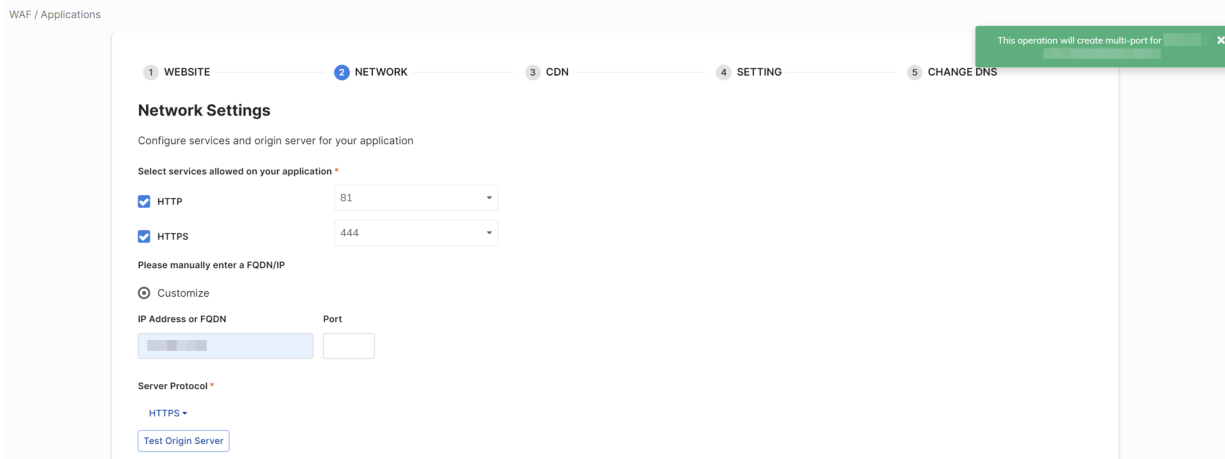 WAF / Applications
This operation will create multi-port for
1 WEBSITE
2 NETWORK
3 CDN
4 SETTING
5 CHANGE DNS
Network Settings
Configure services and origin server for your application
Select services allowed on your application *
HTTP
81
HTTPS
444
Please manually enter a FQDN/IP
Customize
IP Address or FQDN
Port
Server Protocol *
HTTPS
Test Origin Server